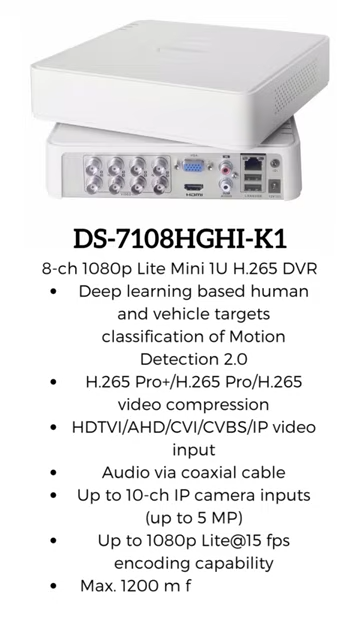 HDMI
DS-7108HGHI-K1
8-ch 1080p Lite Mini 1U H.265 DVR
• Deep learning based human
and vehicle targets
classification of Motion
Detection 2.0
• H.265 Pro+/H.265 Pro/H.265
video compression
• HDTVI/AHD/CVI/CVBS/IP video
input
• Audio via coaxial cable
• Up to 10-ch IP camera inputs
(up to 5 MP)
• Up to 1080p Lite@15 fps
encoding capability
• Max. 1200 m f